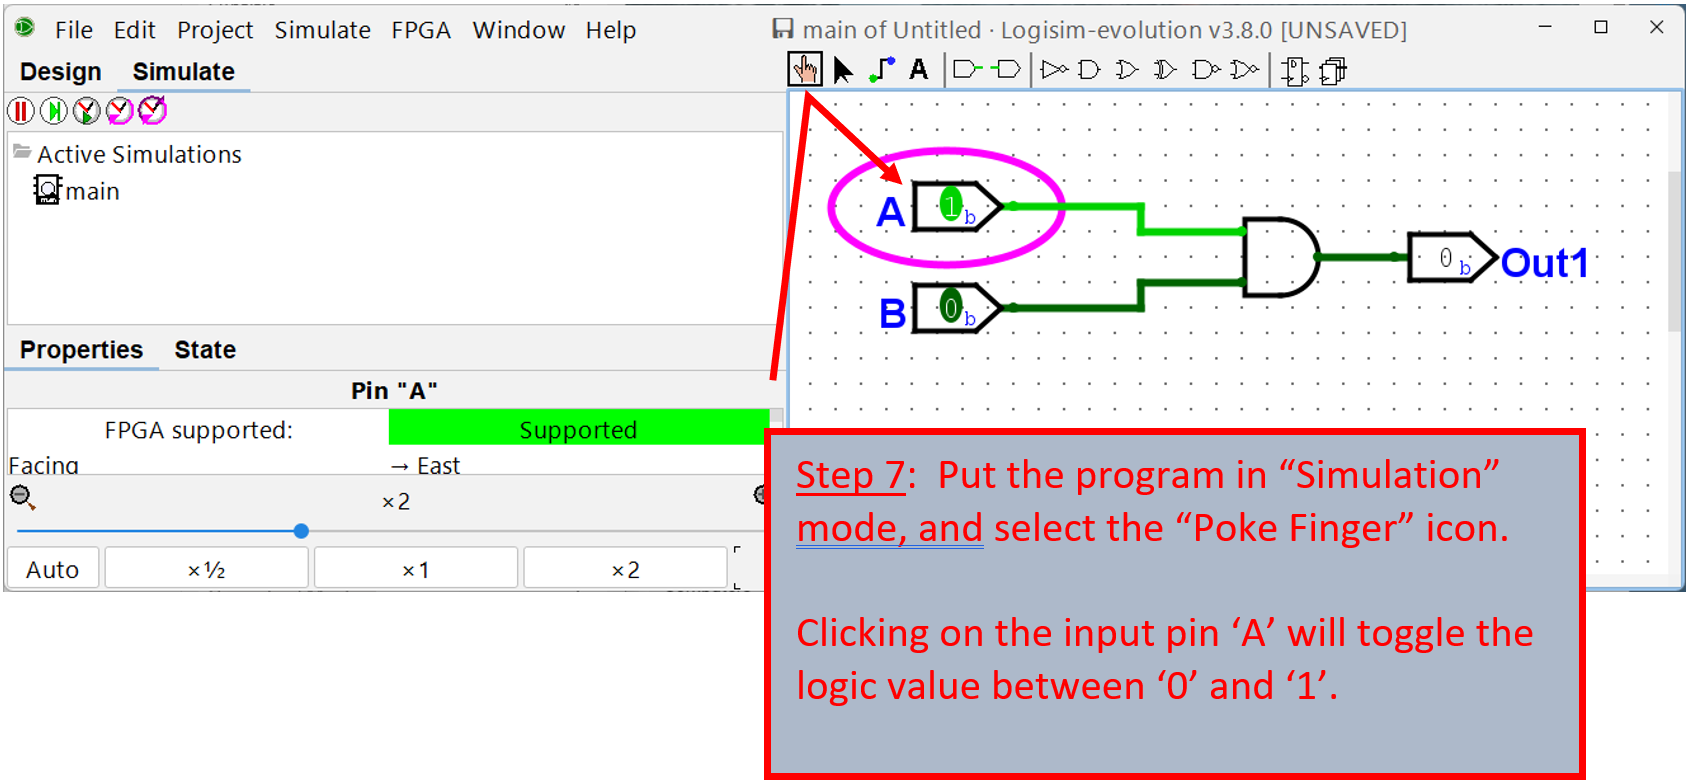 File Edit Project Simulate FPGA Window Help
main of Untitled · Logisim-evolution v3.8.0 [UNSAVED]
Design Simulate
A
Active Simulations
main
A 1 b
B 0 b
0 b Out1
Properties State
Pin "A"
FPGA supported: Supported
Facing → East
×2
Auto ×½ ×1 ×2
Step 7: Put the program in “Simulation”
mode, and select the “Poke Finger” icon.
Clicking on the input pin ‘A’ will toggle the
logic value between ‘0’ and ‘1’.